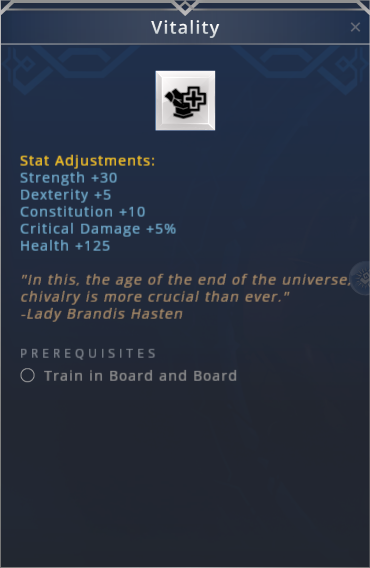 Vitality
Stat Adjustments:
Strength +30
Dexterity +5
Constitution +10
Critical Damage +5%
Health +125
"In this, the age of the end of the universe,
chivalry is more crucial than ever."
-Lady Brandis Hasten
PREREQUISITES
Train in Board and Board